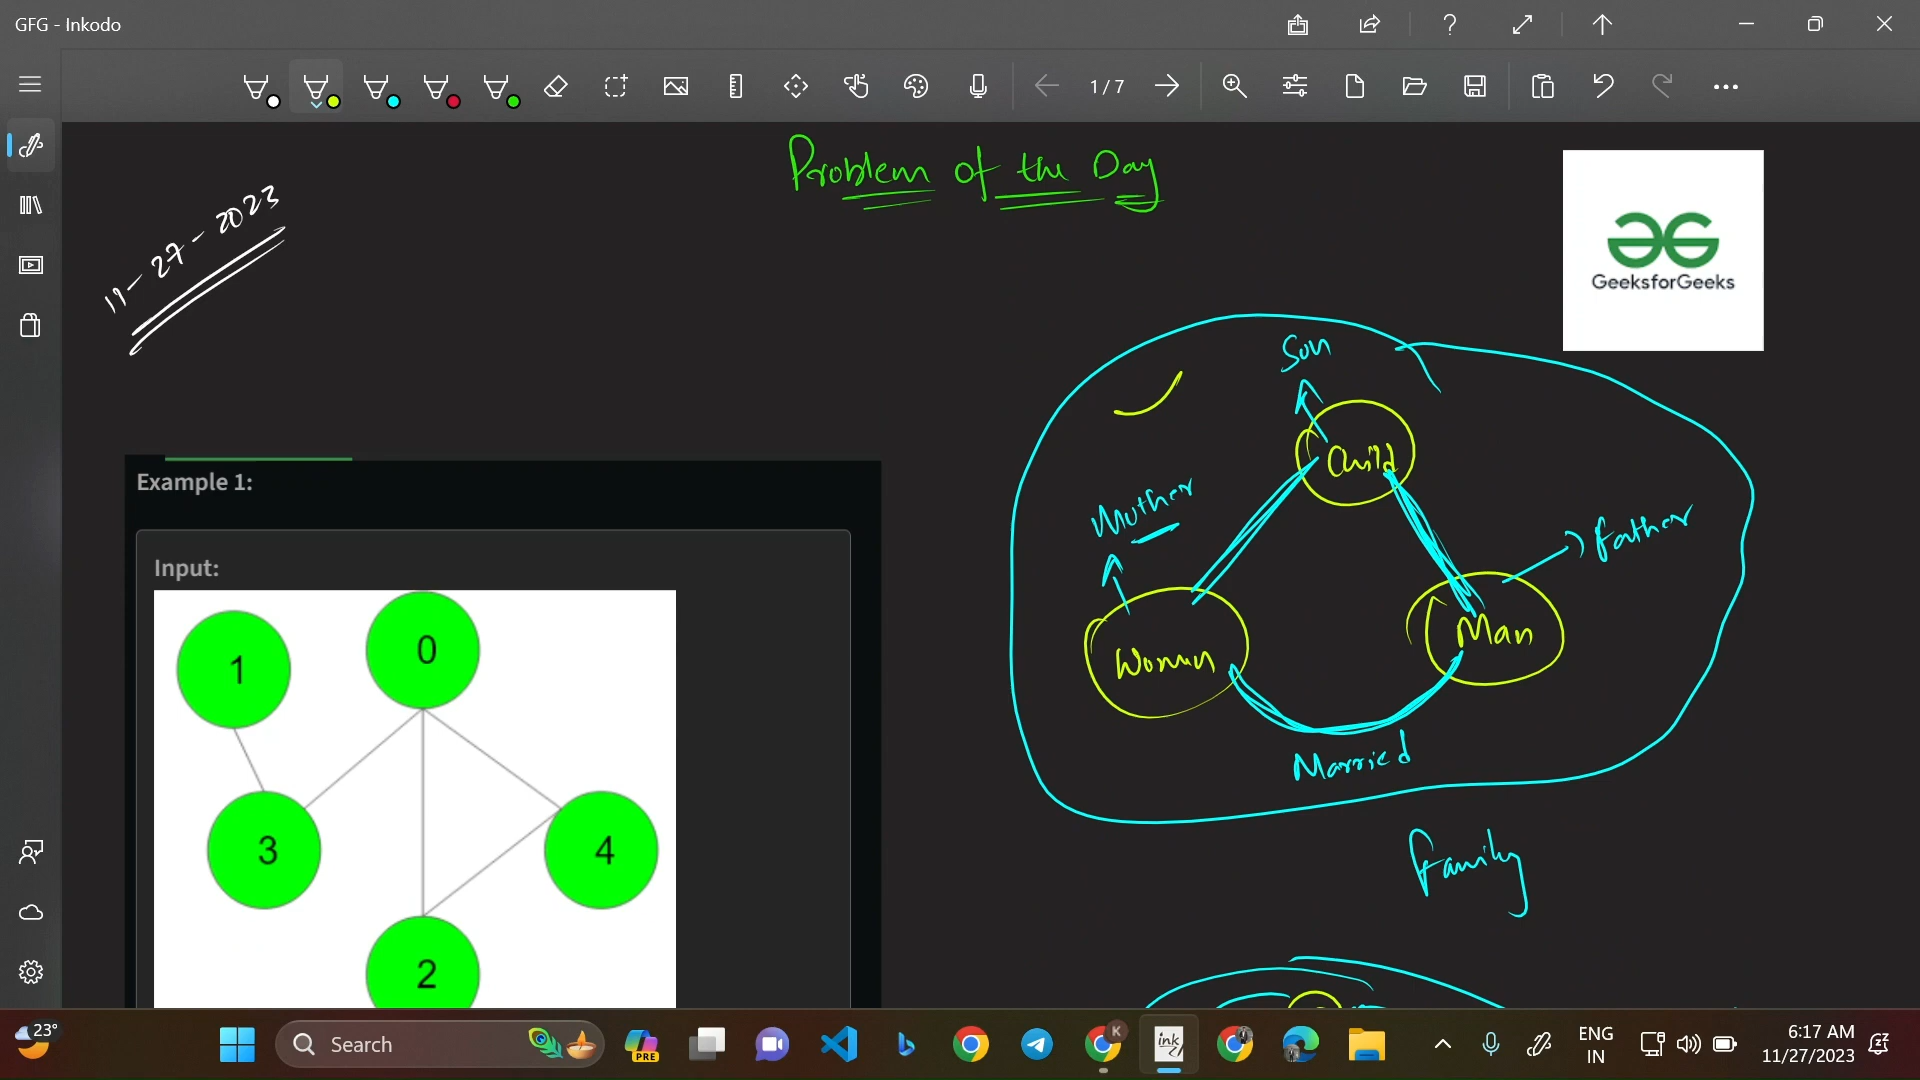 GFG - Inkodo
1 / 7
Problem of the Day
11 - 27 - 2023
GeeksforGeeks
Son
Child
Mother
Father
Woman
Man
Married
Family
Example 1:
Input:
1
0
3
4
2
23°
Search
PRE
K
ink
ENG
IN
6:17 AM
11/27/2023